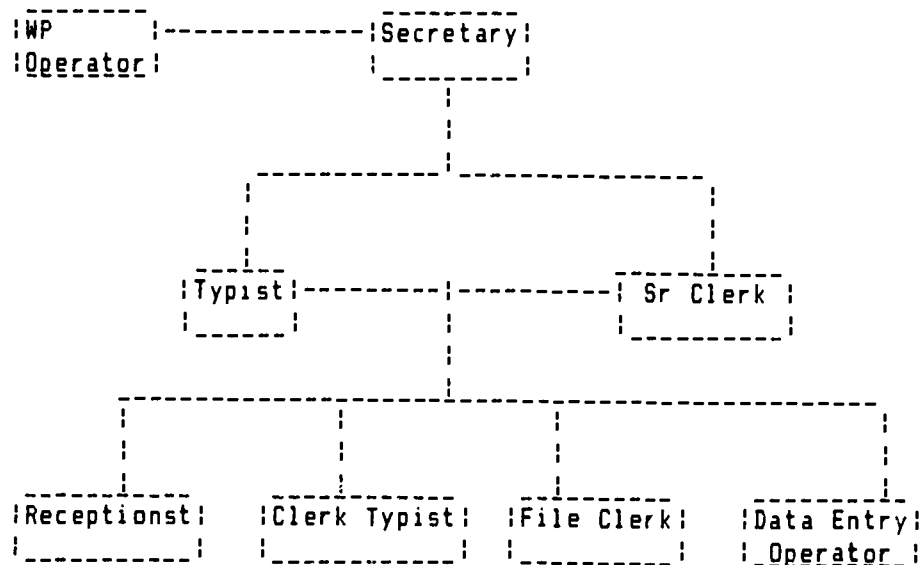 WP
Operator
Secretary
Typist
Sr Clerk
Receptionst
Clerk Typist
File Clerk
Data Entry
Operator